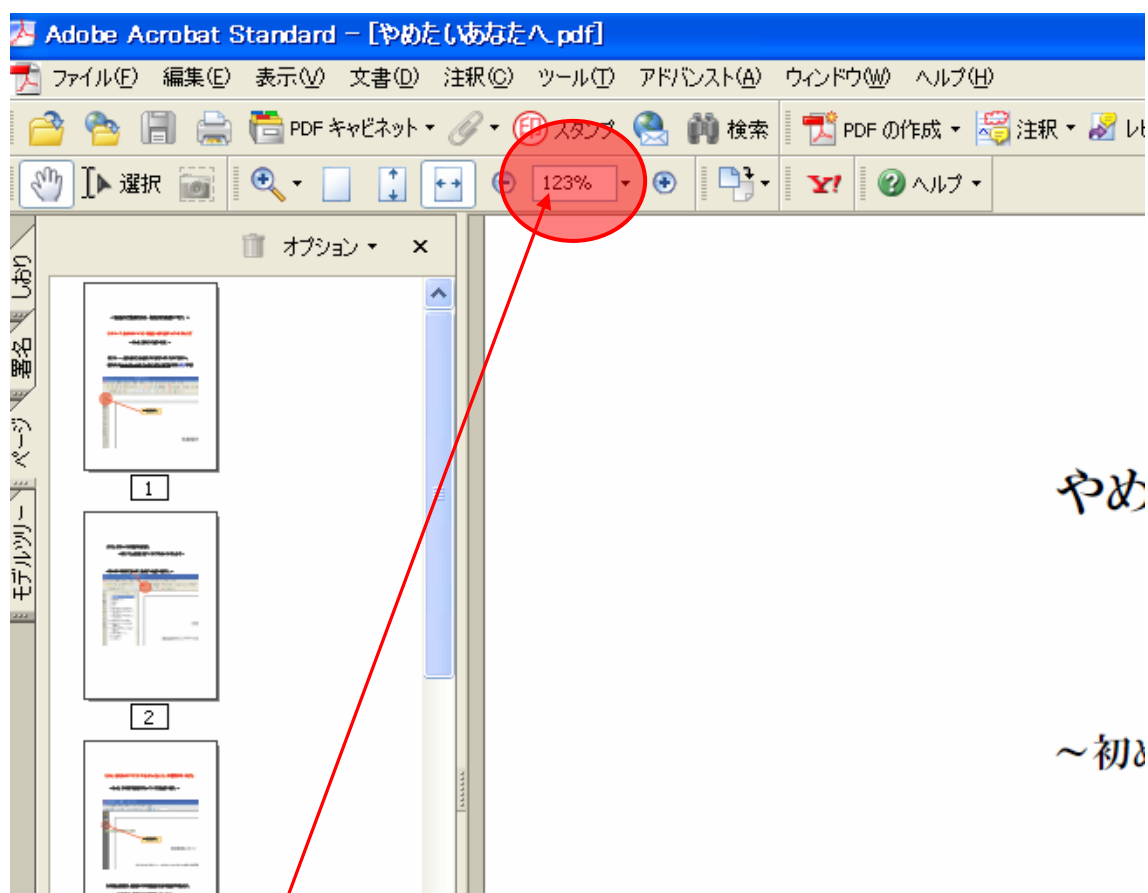 Adobe Acrobat Standard - [やめたいあなたへ.pdf]
ファイル(F) 編集(E) 表示(V) 文書(D) 注釈(C) ツール(T) アドバンスト(A) ウィンドウ(W) ヘルプ(H)
PDF キャビネット スタンプ 検索 PDF の作成 注釈 レビ
選択 123% Y! ヘルプ
オプション ×
しおり
署名
ページ
モデルツリー
1
2
やめ
～初め